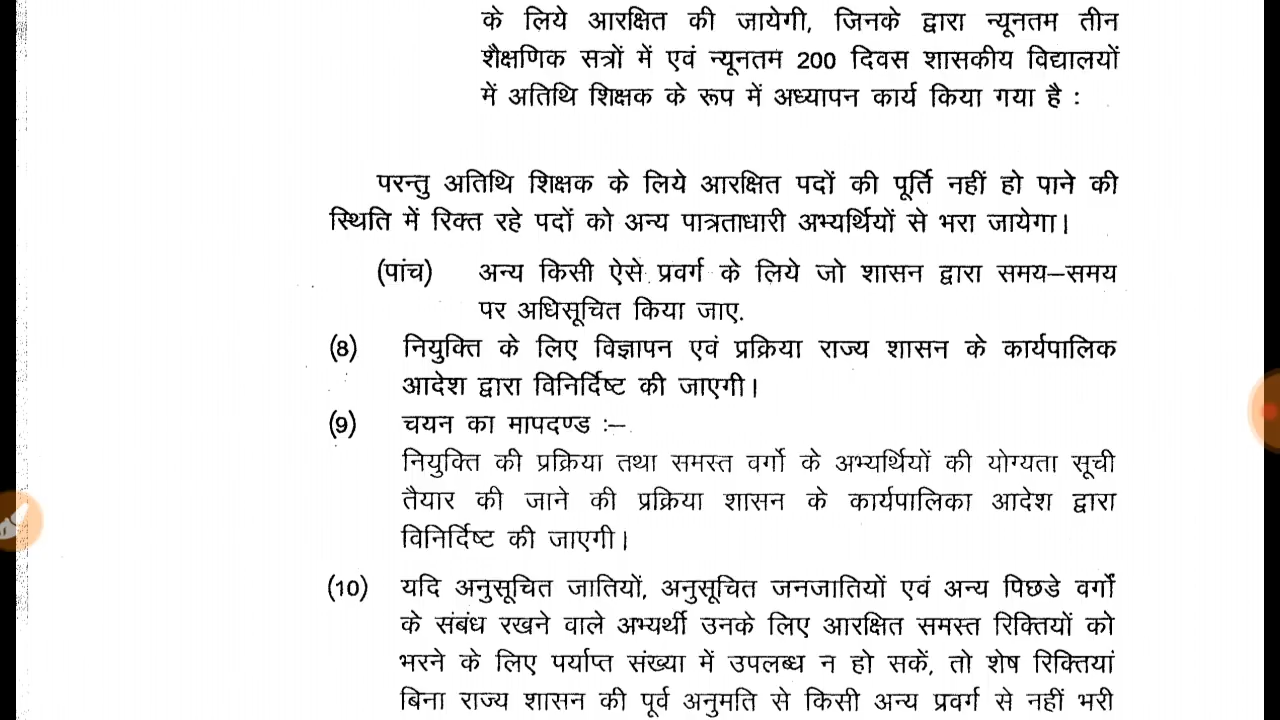 के लिये आरक्षित की जायेगी, जिनके द्वारा न्यूनतम तीन
शैक्षणिक सत्रों में एवं न्यूनतम 200 दिवस शासकीय विद्यालयों
में अतिथि शिक्षक के रूप में अध्यापन कार्य किया गया है :
परन्तु अतिथि शिक्षक के लिये आरक्षित पदों की पूर्ति नहीं हो पाने की
स्थिति में रिक्त रहे पदों को अन्य पात्रताधारी अभ्यर्थियों से भरा जायेगा।
(पांच) अन्य किसी ऐसे प्रवर्ग के लिये जो शासन द्वारा समय–समय
पर अधिसूचित किया जाए.
(8) नियुक्ति के लिए विज्ञापन एवं प्रक्रिया राज्य शासन के कार्यपालिक
आदेश द्वारा विनिर्दिष्ट की जाएगी।
(9) चयन का मापदण्ड :–
नियुक्ति की प्रक्रिया तथा समस्त वर्गो के अभ्यर्थियों की योग्यता सूची
तैयार की जाने की प्रक्रिया शासन के कार्यपालिका आदेश द्वारा
विनिर्दिष्ट की जाएगी।
(10) यदि अनुसूचित जातियों, अनुसूचित जनजातियों एवं अन्य पिछडे वर्गों
के संबंध रखने वाले अभ्यर्थी उनके लिए आरक्षित समस्त रिक्तियों को
भरने के लिए पर्याप्त संख्या में उपलब्ध न हो सकें, तो शेष रिक्तियां
बिना राज्य शासन की पूर्व अनुमति से किसी अन्य प्रवर्ग से नहीं भरी